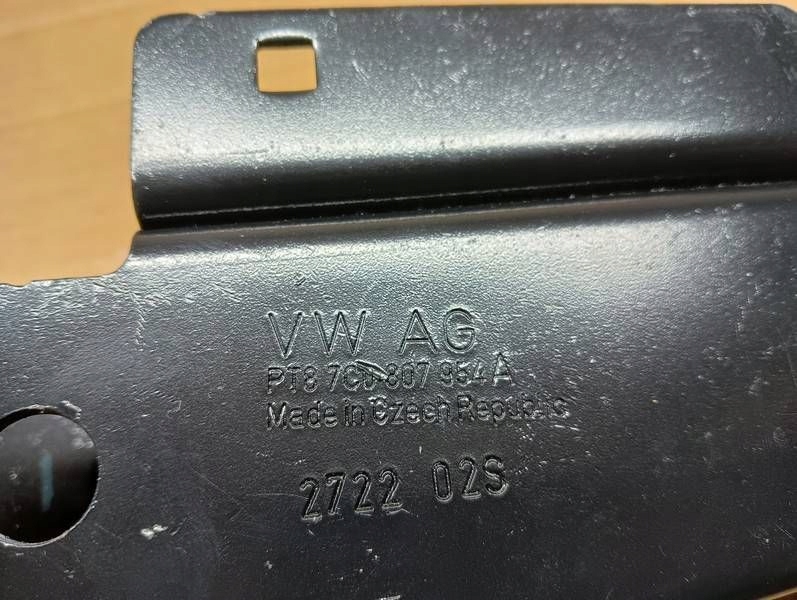 VW AG
PT8 7C0 807 954 A
Made in Czech Republic
2722 02S